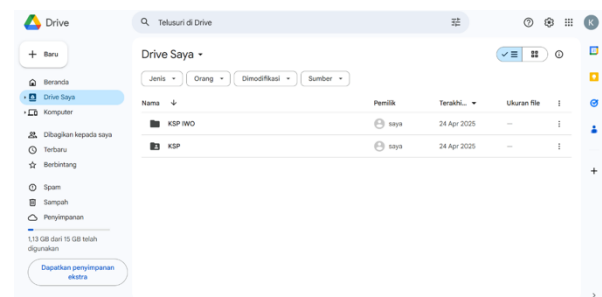 Drive
Telusuri di Drive
K
Baru
Drive Saya
Beranda
Drive Saya
Komputer
Dibagikan kepada saya
Terbaru
Berbintang
Spam
Sampah
Penyimpanan
1,13 GB dari 15 GB telah
digunakan
Dapatkan penyimpanan
ekstra
Jenis Orang Dimodifikasi Sumber
Nama Pemilik Terakhi... Ukuran file
KSP IWO saya 24 Apr 2025 —
KSP saya 24 Apr 2025 —